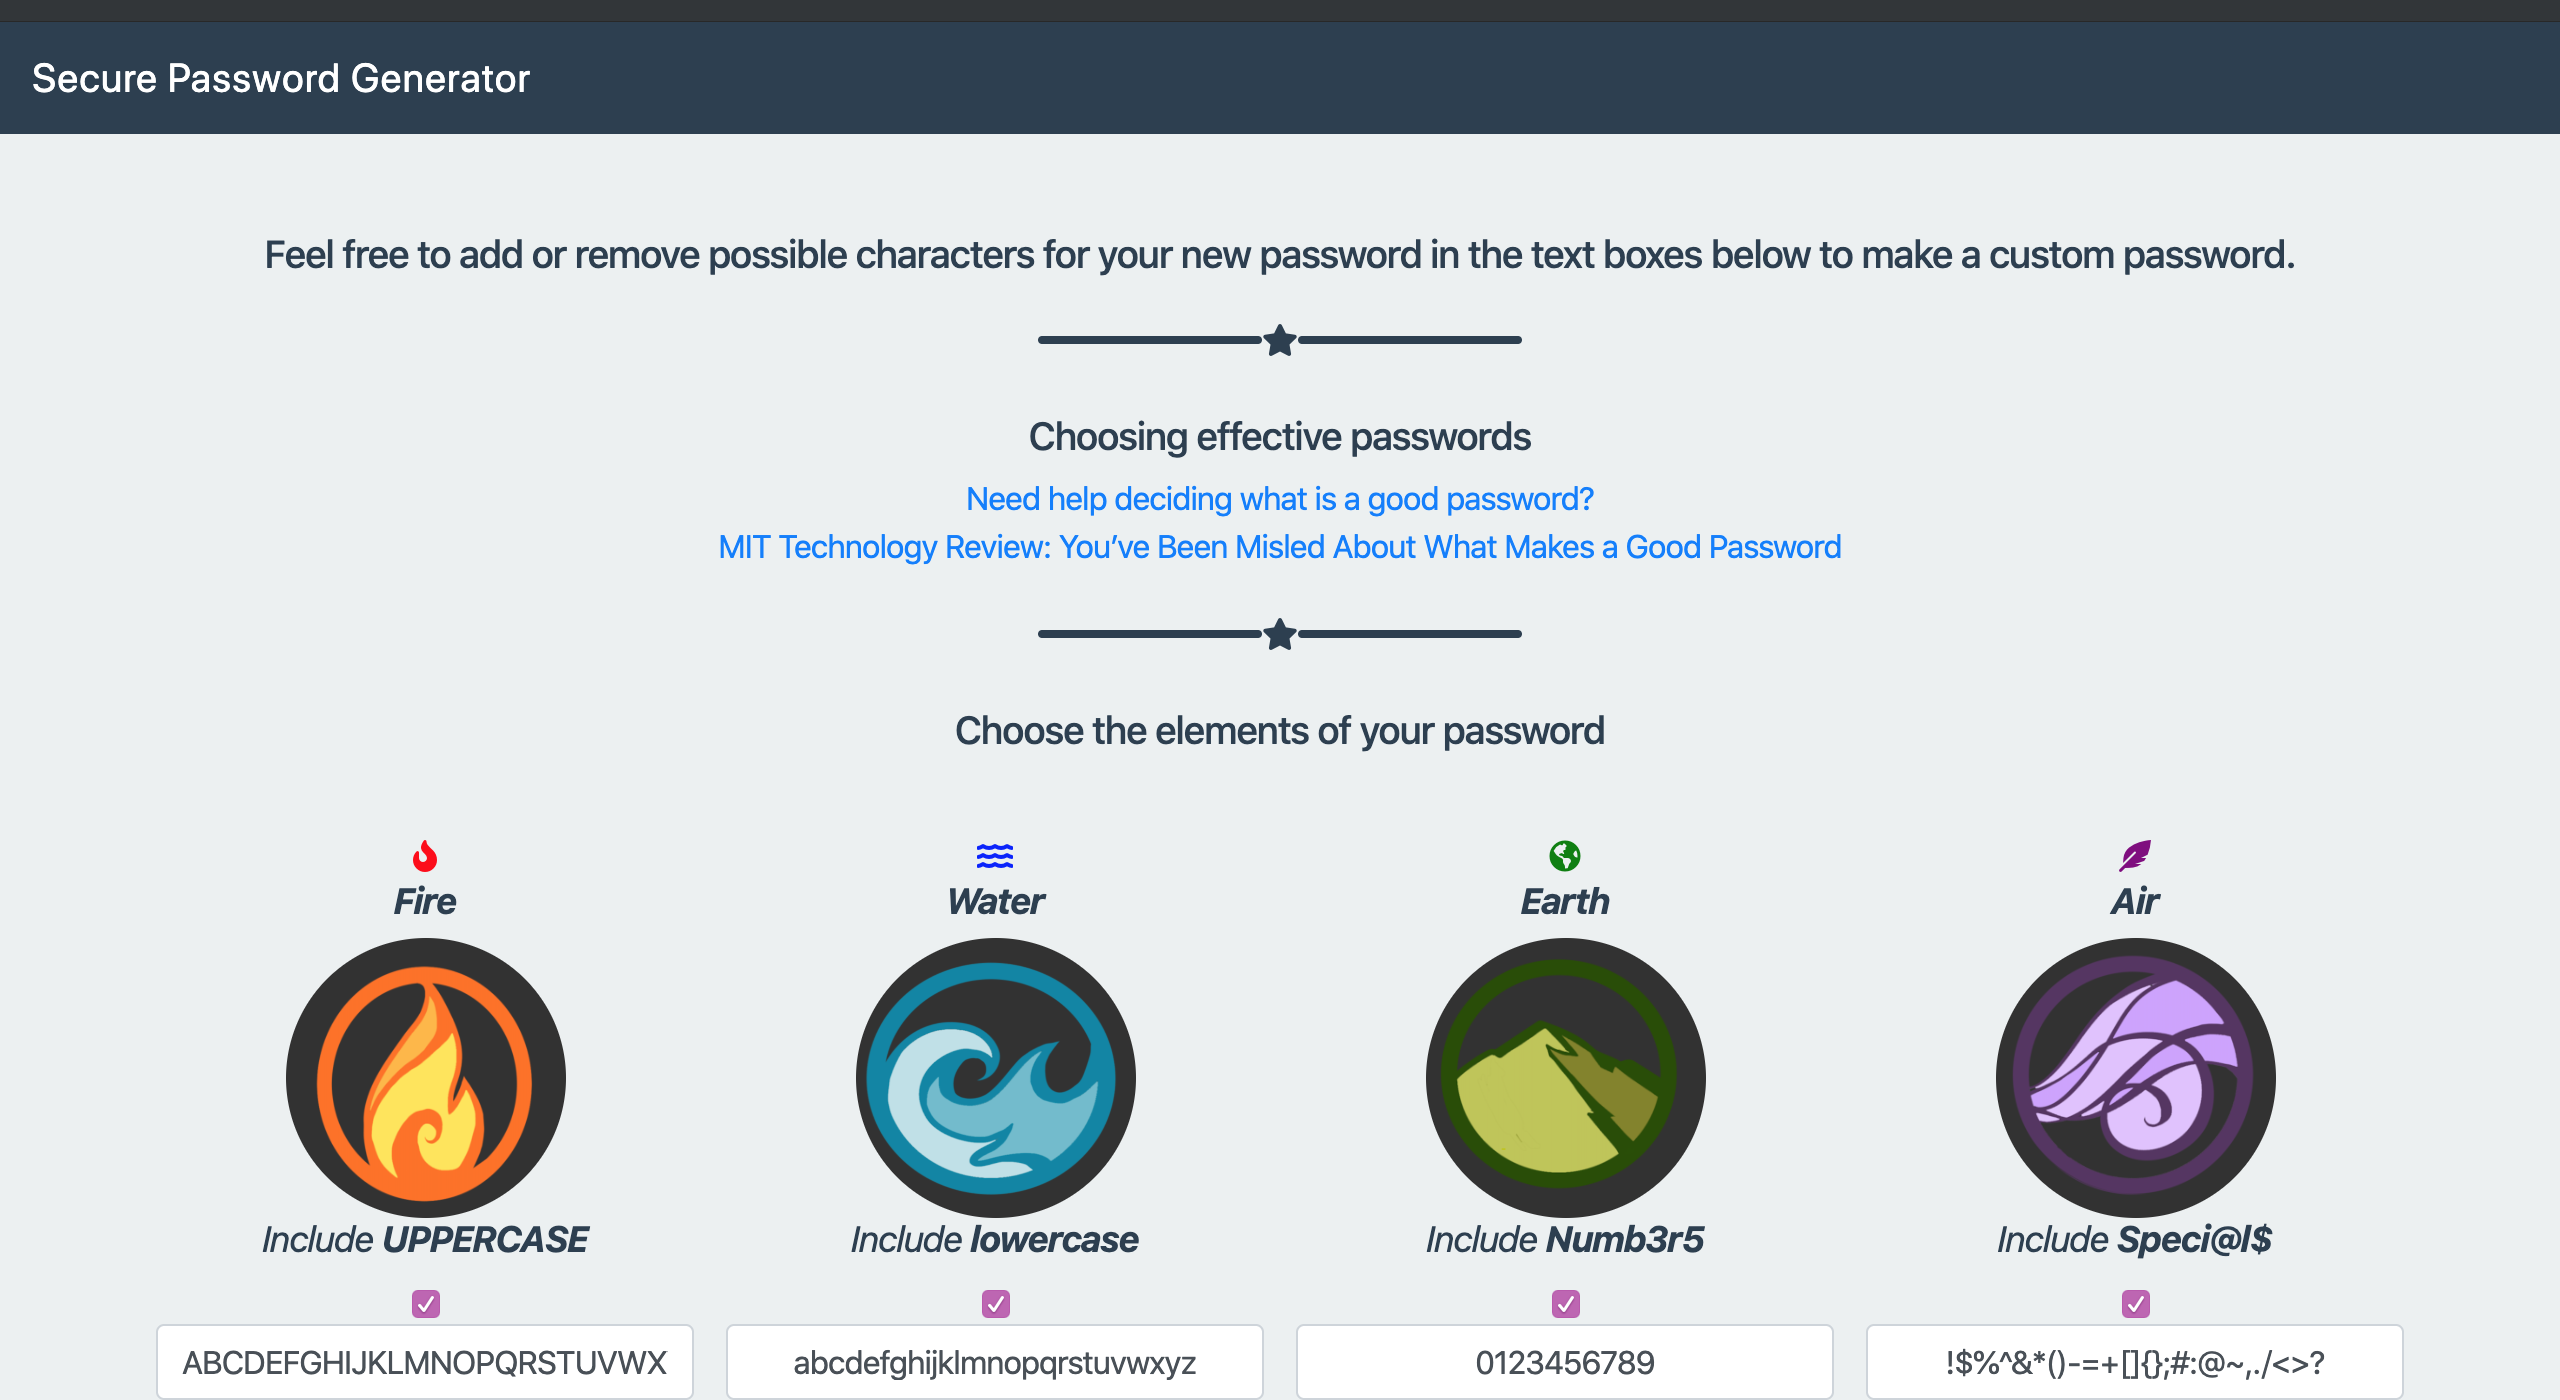 Secure Password Generator
Feel free to add or remove possible characters for your new password in the text boxes below to make a custom password.
Choosing effective passwords
Need help deciding what is a good password?
MIT Technology Review: You’ve Been Misled About What Makes a Good Password
Choose the elements of your password
Fire
Water
Earth
Air
Include UPPERCASE
Include lowercase
Include Numb3r5
Include Speci@l$
ABCDEFGHIJKLMNOPQRSTUVWX
abcdefghijklmnopqrstuvwxyz
0123456789
!$%^&*()-=+[]{};#:@~,./<>?